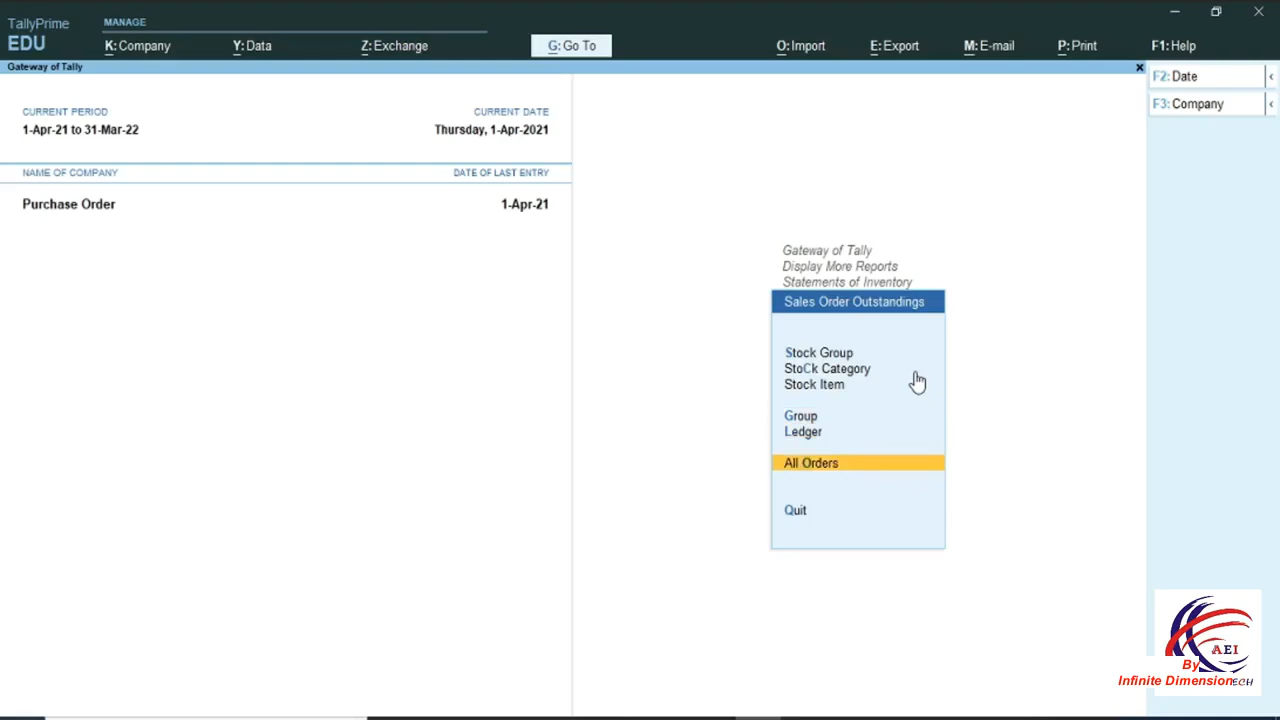 TallyPrime
EDU
MANAGE
K: Company
Y: Data
Z: Exchange
G: Go To
O: Import
E: Export
M: E-mail
P: Print
F1: Help
Gateway of Tally
CURRENT PERIOD
CURRENT DATE
1-Apr-21 to 31-Mar-22
Thursday, 1-Apr-2021
NAME OF COMPANY
DATE OF LAST ENTRY
Purchase Order
1-Apr-21
F2: Date
F3: Company
Gateway of Tally
Display More Reports
Statements of Inventory
Sales Order Outstandings
Stock Group
StoCk Category
Stock Item
Group
Ledger
All Orders
Quit
AEI
By
Infinite Dimension